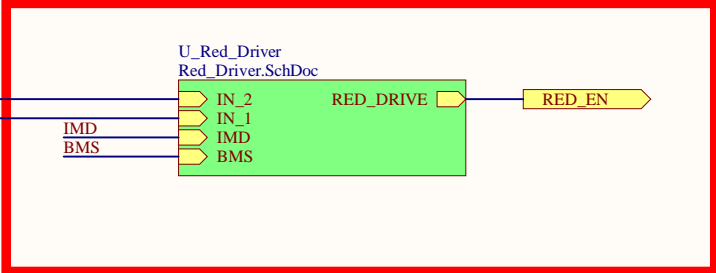 U_Red_Driver
Red_Driver.SchDoc
IN_2 RED_DRIVE RED_EN
IN_1
IMD IMD
BMS BMS